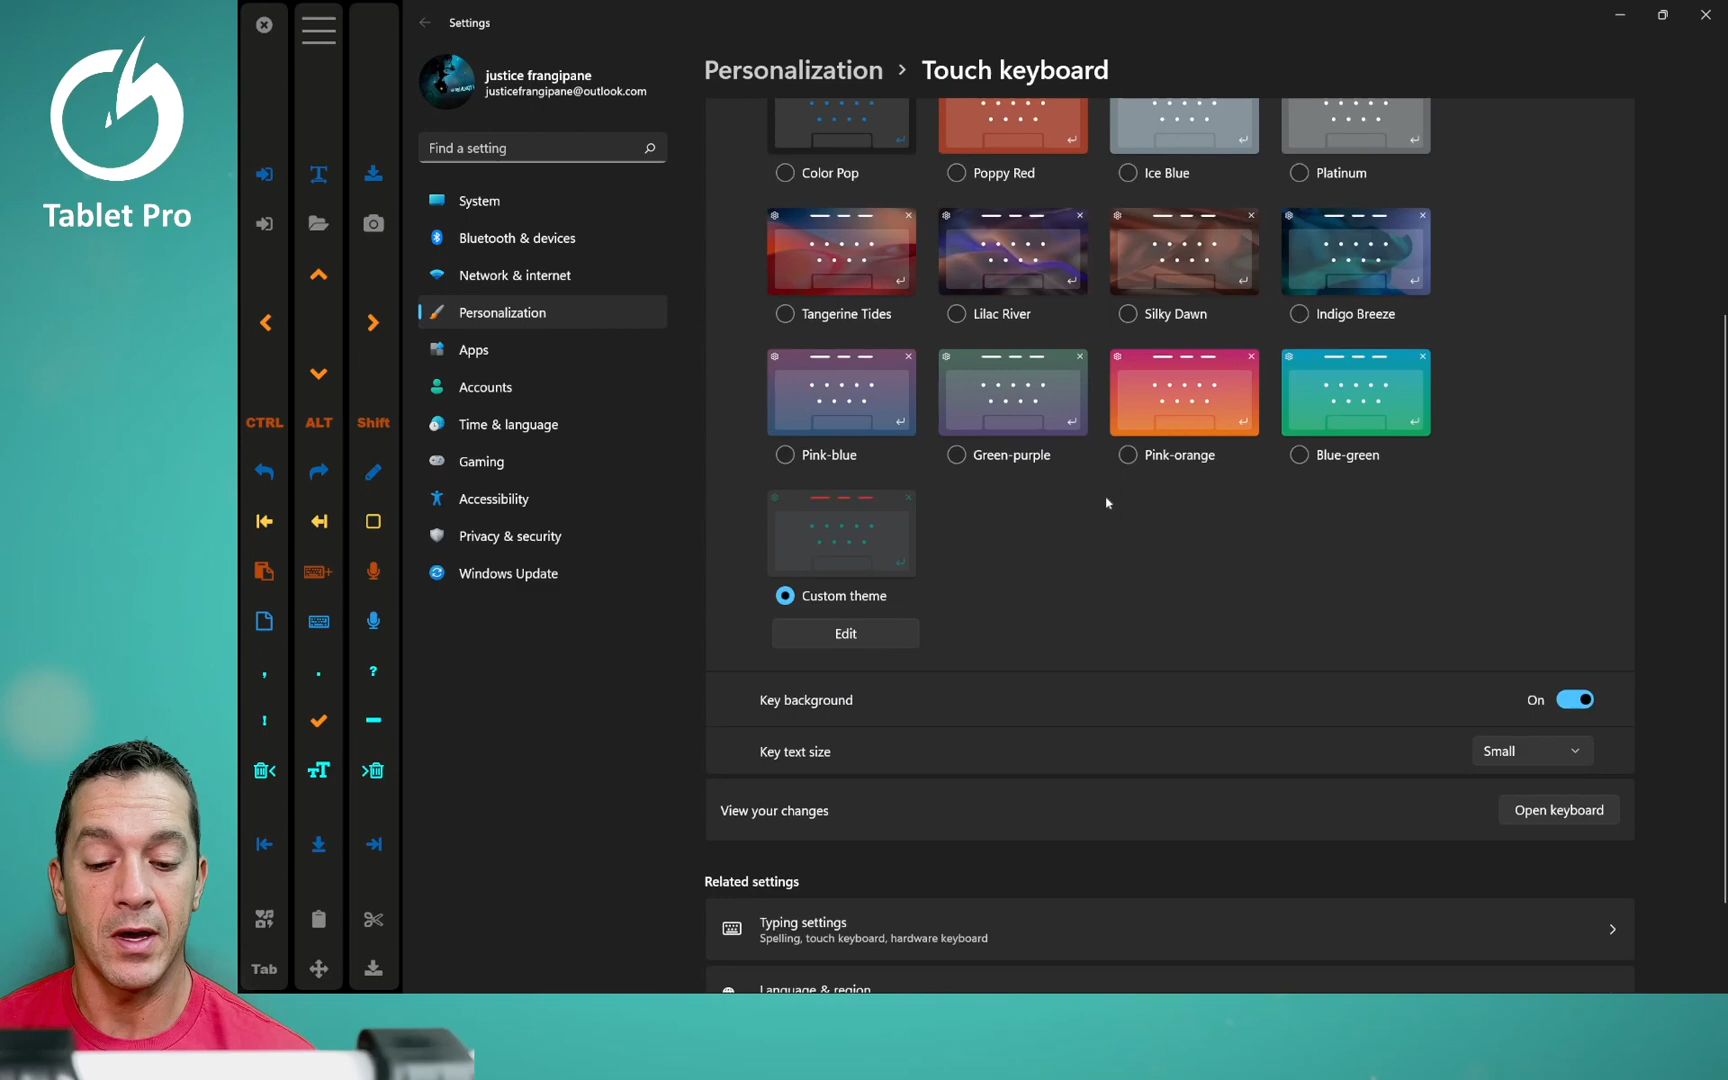 Tablet Pro
CTRL ALT Shift
, . ?
!
Tab
Settings
justice frangipane
justicefrangipane@outlook.com
Find a setting
System
Bluetooth & devices
Network & internet
Personalization
Apps
Accounts
Time & language
Gaming
Accessibility
Privacy & security
Windows Update
Personalization > Touch keyboard
Color Pop
Poppy Red
Ice Blue
Platinum
Tangerine Tides
Lilac River
Silky Dawn
Indigo Breeze
Pink-blue
Green-purple
Pink-orange
Blue-green
Custom theme
Edit
Key background
On
Key text size
Small
View your changes
Open keyboard
Related settings
Typing settings
Spelling, touch keyboard, hardware keyboard
Language & region